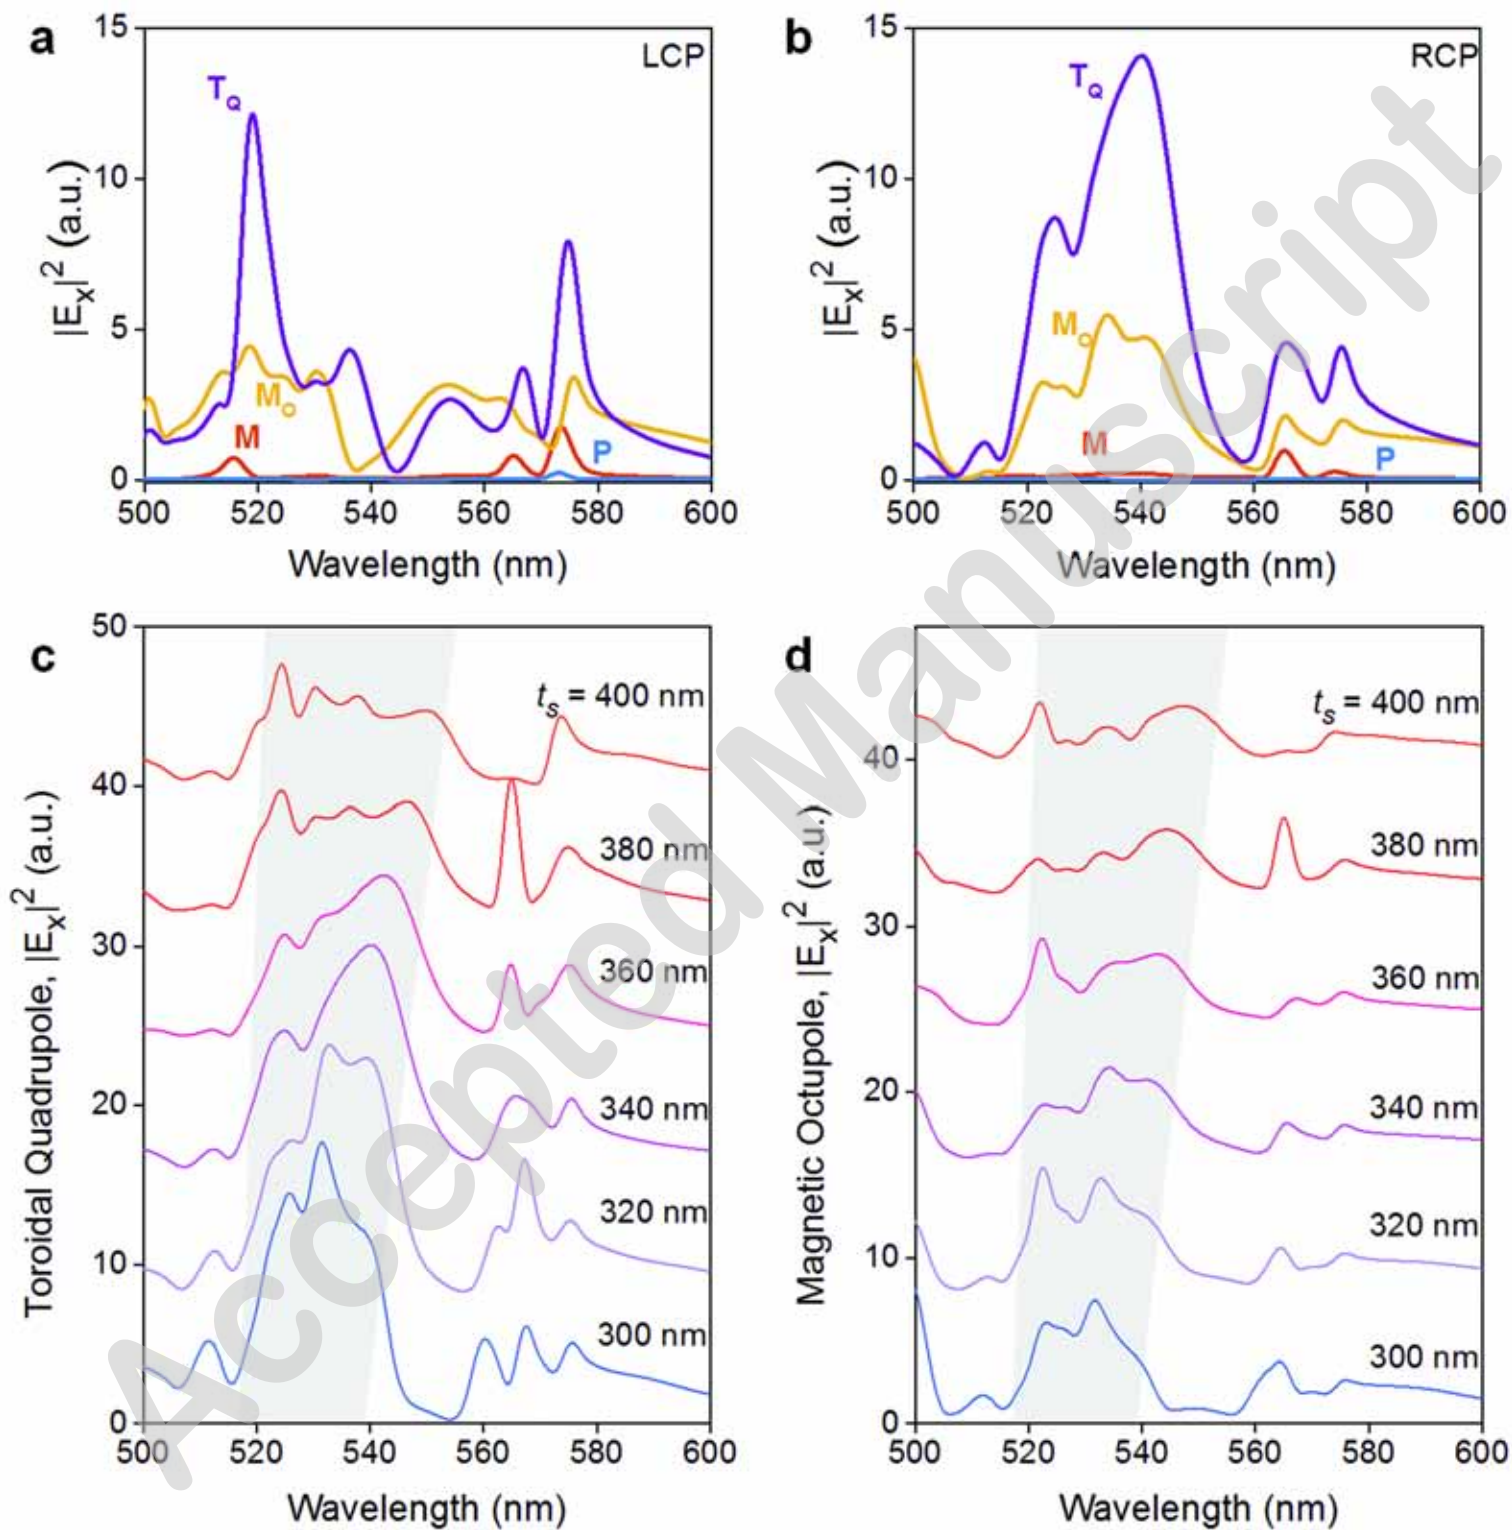 a
LCP
15
10
5
0
|E_x|² (a.u.)
T_Q
M_O
M
P
500 520 540 560 580 600
Wavelength (nm)
b
RCP
15
10
5
0
|E_x|² (a.u.)
T_Q
M_O
M
P
500 520 540 560 580 600
Wavelength (nm)
c
50
40
30
20
10
0
Toroidal Quadrupole, |E_x|² (a.u.)
t_s = 400 nm
380 nm
360 nm
340 nm
320 nm
300 nm
500 520 540 560 580 600
Wavelength (nm)
d
40
30
20
10
0
Magnetic Octupole, |E_x|² (a.u.)
t_s = 400 nm
380 nm
360 nm
340 nm
320 nm
300 nm
500 520 540 560 580 600
Wavelength (nm)
Accepted Manuscript